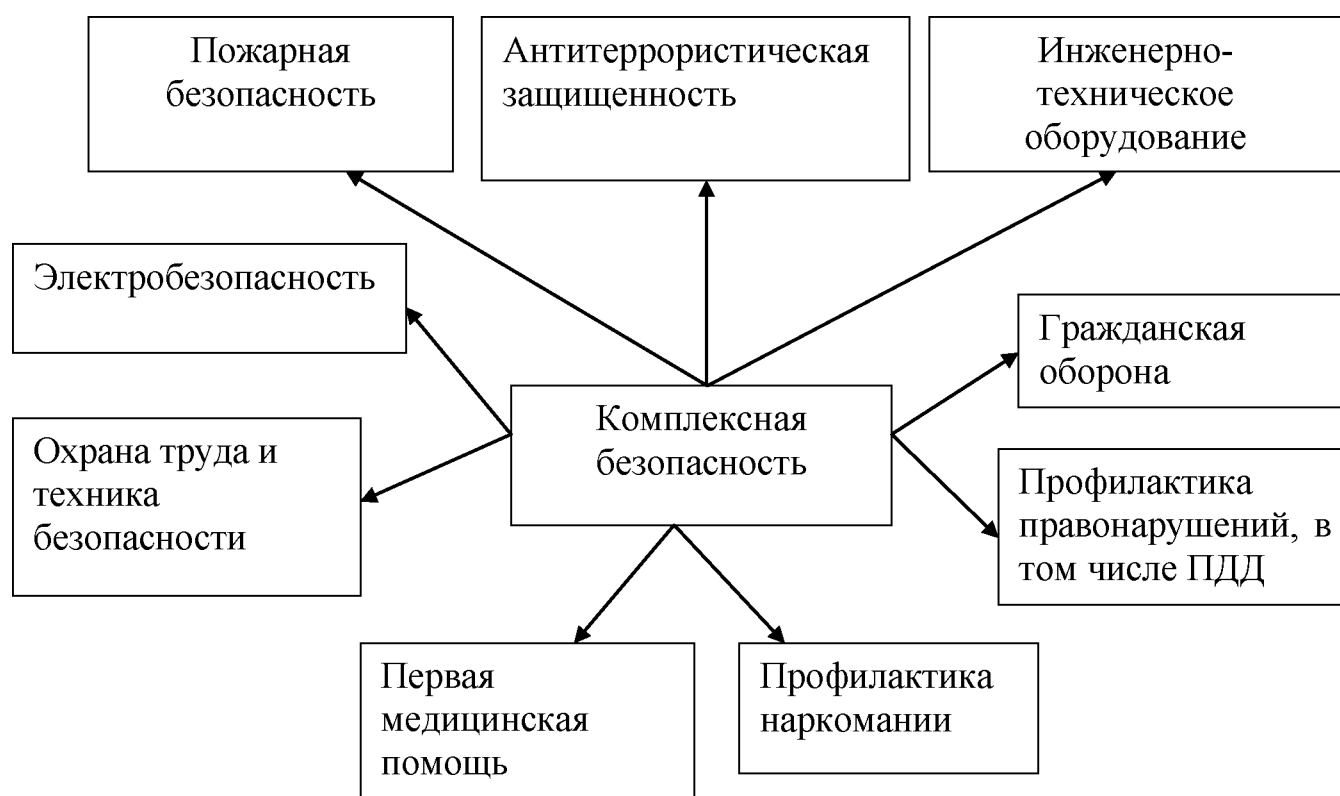 Пожарная
безопасность
Антитеррористическая
защищенность
Инженерно-
техническое
оборудование
Электробезопасность
Гражданская
оборона
Комплексная
безопасность
Охрана труда и
техника
безопасности
Профилактика
правонарушений, в
том числе ПДД
Первая
медицинская
помощь
Профилактика
наркомании